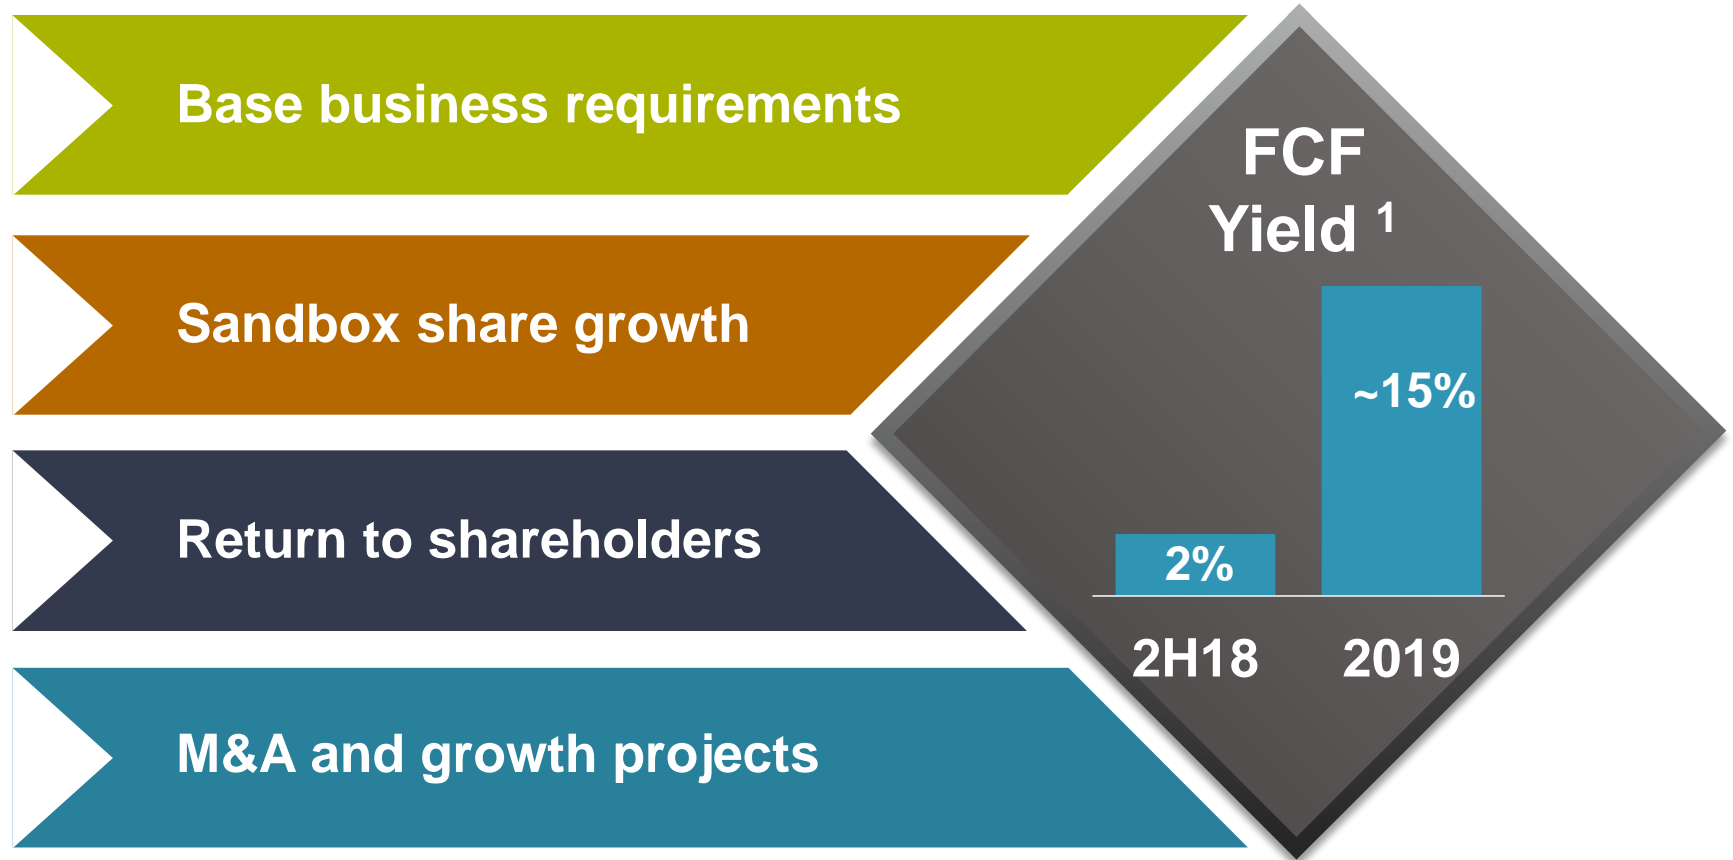 Base business requirements
Sandbox share growth
Return to shareholders
M&A and growth projects
FCF
Yield 1
~15%
2%
2H18 2019